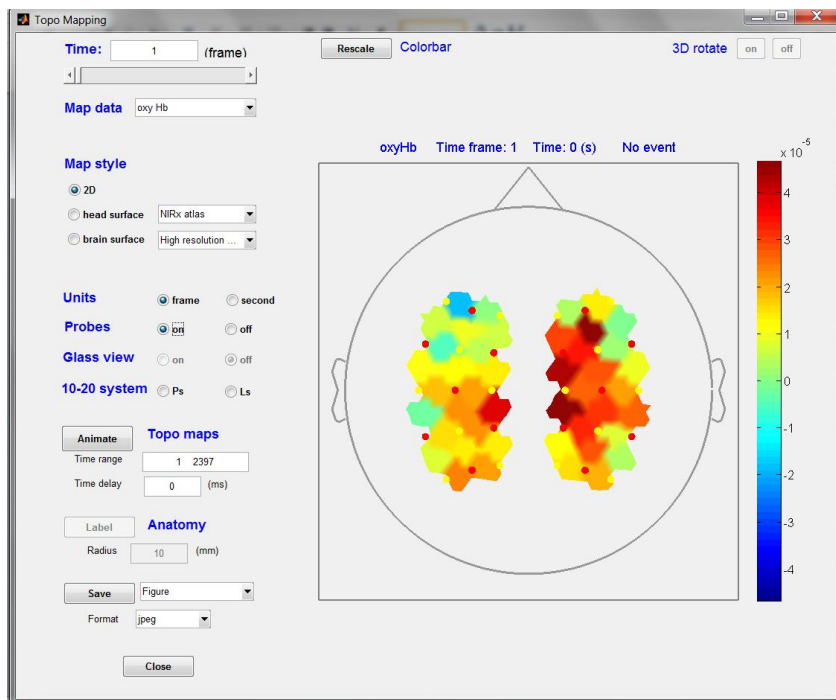 Topo Mapping
Time: 1 (frame)
Rescale Colorbar
3D rotate on off
Map data oxy Hb
oxyHb Time frame: 1 Time: 0 (s) No event
x 10-5
Map style
2D
head surface NIRx atlas
brain surface High resolution ...
Units frame second
Probes on off
Glass view on off
10-20 system Ps Ls
Animate Topo maps
Time range 1 2397
Time delay 0 (ms)
Label Anatomy
Radius 10 (mm)
Save Figure
Format jpeg
Close
4
3
2
1
0
-1
-2
-3
-4